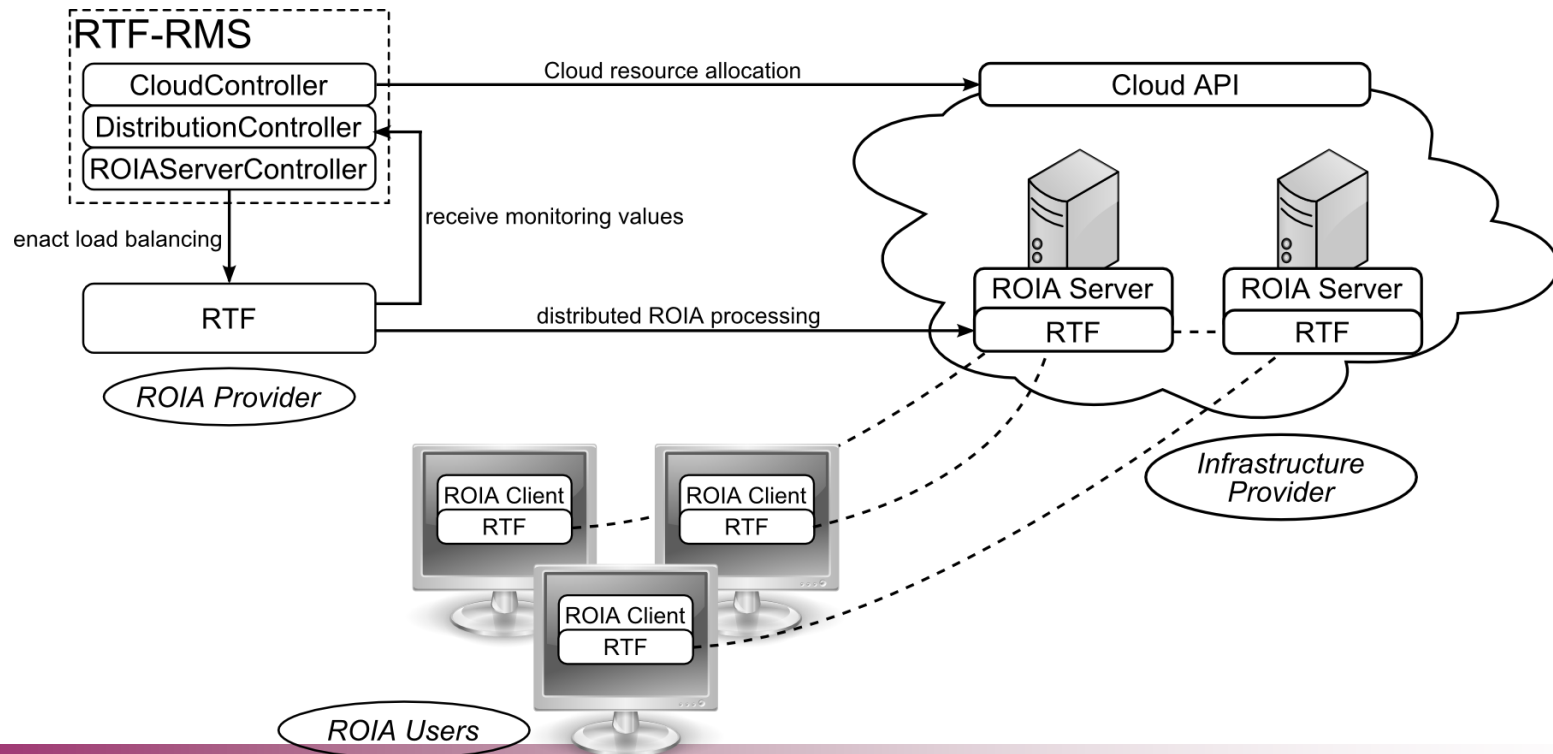 RTF-RMS
CloudController
DistributionController
ROIAServerController
Cloud resource allocation
Cloud API
receive monitoring values
enact load balancing
RTF
distributed ROIA processing
ROIA Provider
ROIA Server
RTF
ROIA Server
RTF
Infrastructure
Provider
ROIA Client
RTF
ROIA Client
RTF
ROIA Client
RTF
ROIA Users